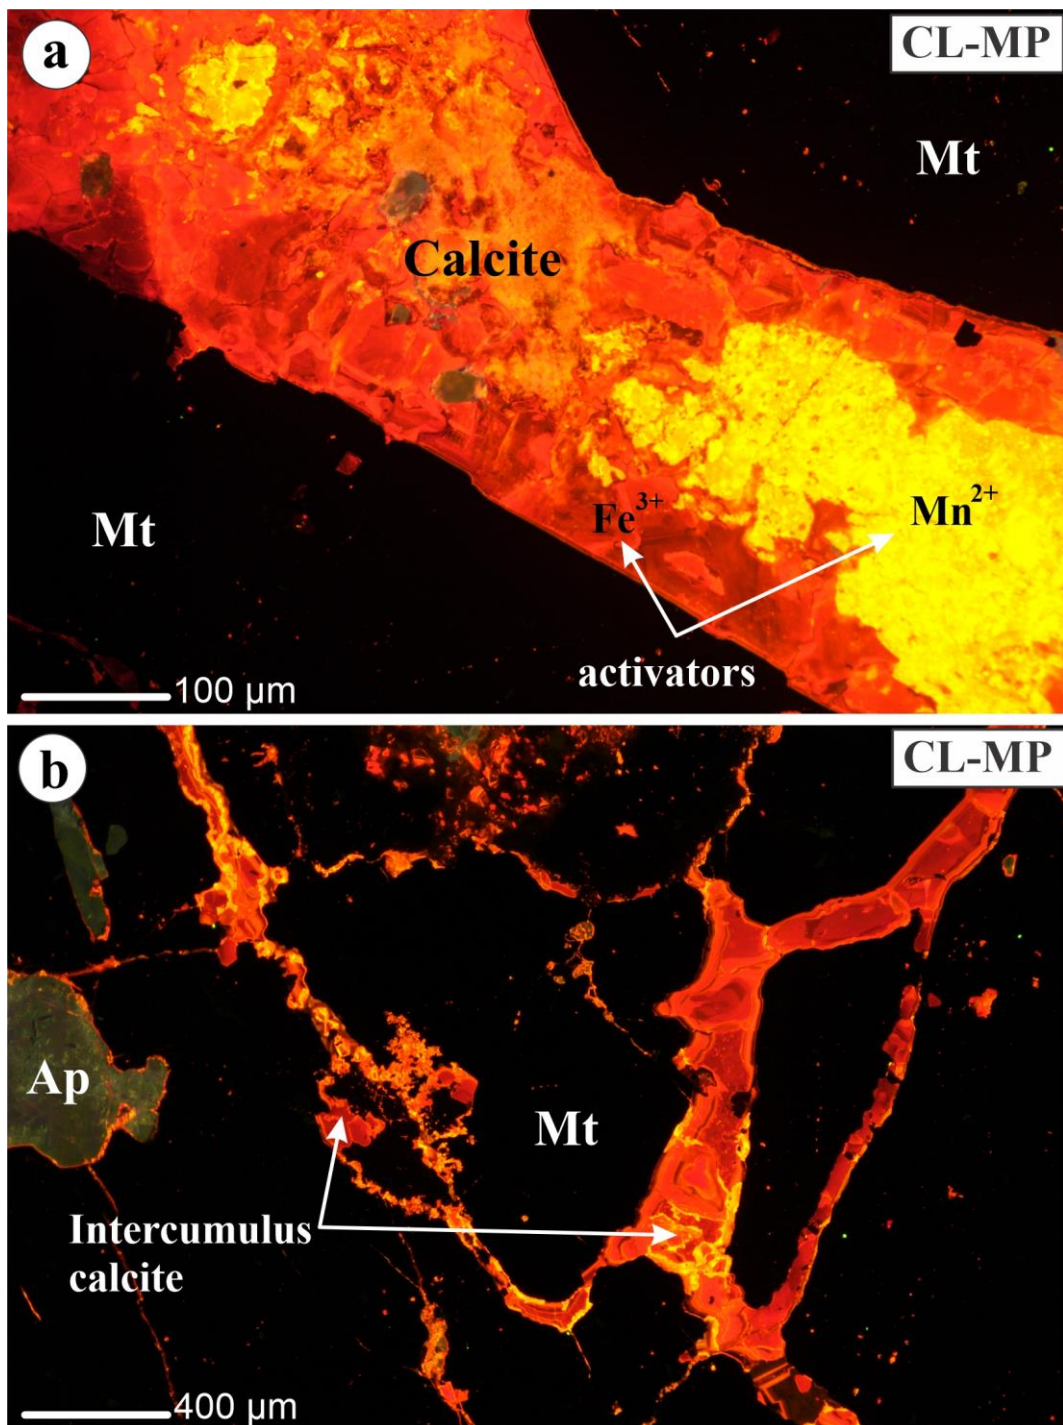 a
CL-MP
Mt
Calcite
Mt
Fe³⁺
Mn²⁺
activators
100 µm
b
CL-MP
Ap
Mt
Intercumulus
calcite
400 µm